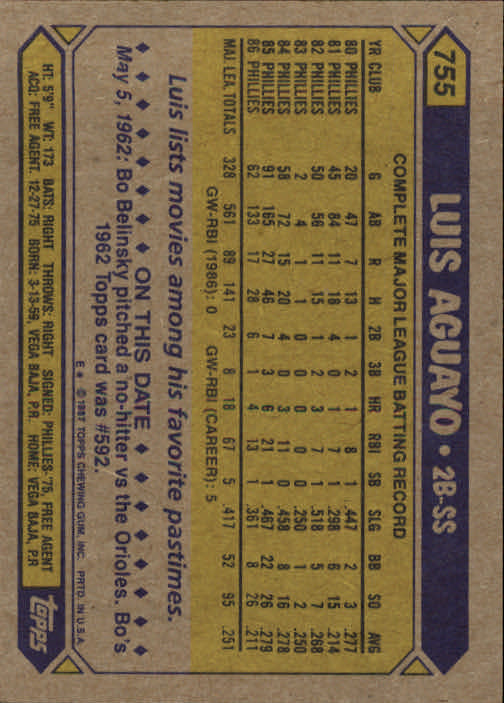 755 LUIS AGUAYO • 2B-SS
COMPLETE MAJOR LEAGUE BATTING RECORD
YR CLUB G AB R H 2B 3B HR RBI SB SLG BB SO AVG
80 PHILLIES 20 47 7 13 1 2 1 8 1 .447 2 3 .277
81 PHILLIES 45 84 11 18 4 0 1 7 1 .298 6 15 .214
82 PHILLIES 50 56 11 15 1 2 3 7 1 .518 5 7 .268
83 PHILLIES 2 4 1 1 0 0 0 0 0 .250 1 2 .250
84 PHILLIES 58 72 15 20 4 0 3 11 0 .458 8 16 .278
85 PHILLIES 91 165 27 46 7 3 6 21 1 .467 22 26 .279
86 PHILLIES 62 133 17 28 6 1 4 13 1 .361 8 26 .211
MAJ. LEA. TOTALS 328 561 89 141 23 8 18 67 5 .417 52 95 .251
GW-RBI (1986): 0 GW-RBI (CAREER): 5
Luis lists movies among his favorite pastimes.
♦ ♦ ♦ ♦ ♦ ♦ ♦ ON THIS DATE ♦ ♦ ♦ ♦ ♦ ♦ ♦
May 5, 1962: Bo Belinsky pitched a no-hitter vs the Orioles. Bo's
1962 Topps card was #592.
E * © 1987 TOPPS CHEWING GUM, INC. PRTD. IN U.S.A.
HT: 5'9" WT: 173 BATS: RIGHT THROWS: RIGHT SIGNED: PHILLIES-'75, FREE AGENT
ACQ: FREE AGENT, 12-27-75 BORN: 3-13-59, VEGA BAJA, P.R. HOME: VEGA BAJA, P.R
Topps